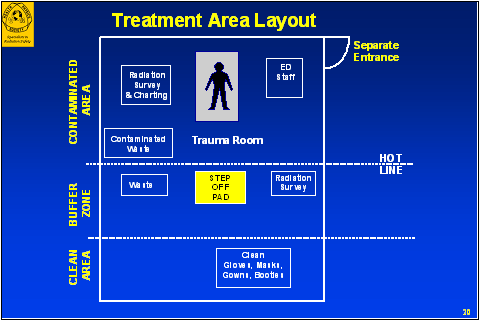 Treatment Area Layout
Separate
Entrance
CONTAMINATED
AREA
Radiation
Survey
& Charting
ED
Staff
Contaminated
Waste
Trauma Room
HOT
LINE
BUFFER
ZONE
Waste
STEP
OFF
PAD
Radiation
Survey
CLEAN
AREA
Clean
Gloves, Masks,
Gowns, Booties
20